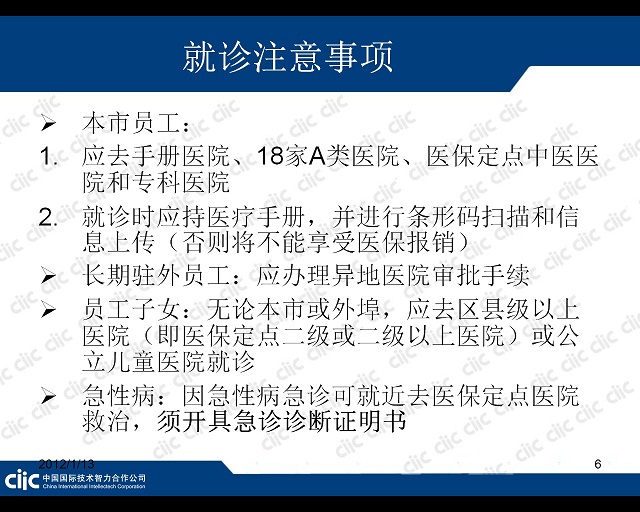 就诊注意事项
➢ 本市员工：
1. 应去手册医院、18家A类医院、医保定点中医医
院和专科医院
2. 就诊时应持医疗手册，并进行条形码扫描和信
息上传（否则将不能享受医保报销）
➢ 长期驻外员工：应办理异地医院审批手续
➢ 员工子女：无论本市或外埠，应去区县级以上
医院（即医保定点二级或二级以上医院）或公
立儿童医院就诊
➢ 急性病：因急性病急诊可就近去医保定点医院
救治，须开具急诊诊断证明书
2012/1/13
6
ciic 中国国际技术智力合作公司
China International Intellectech Corporation